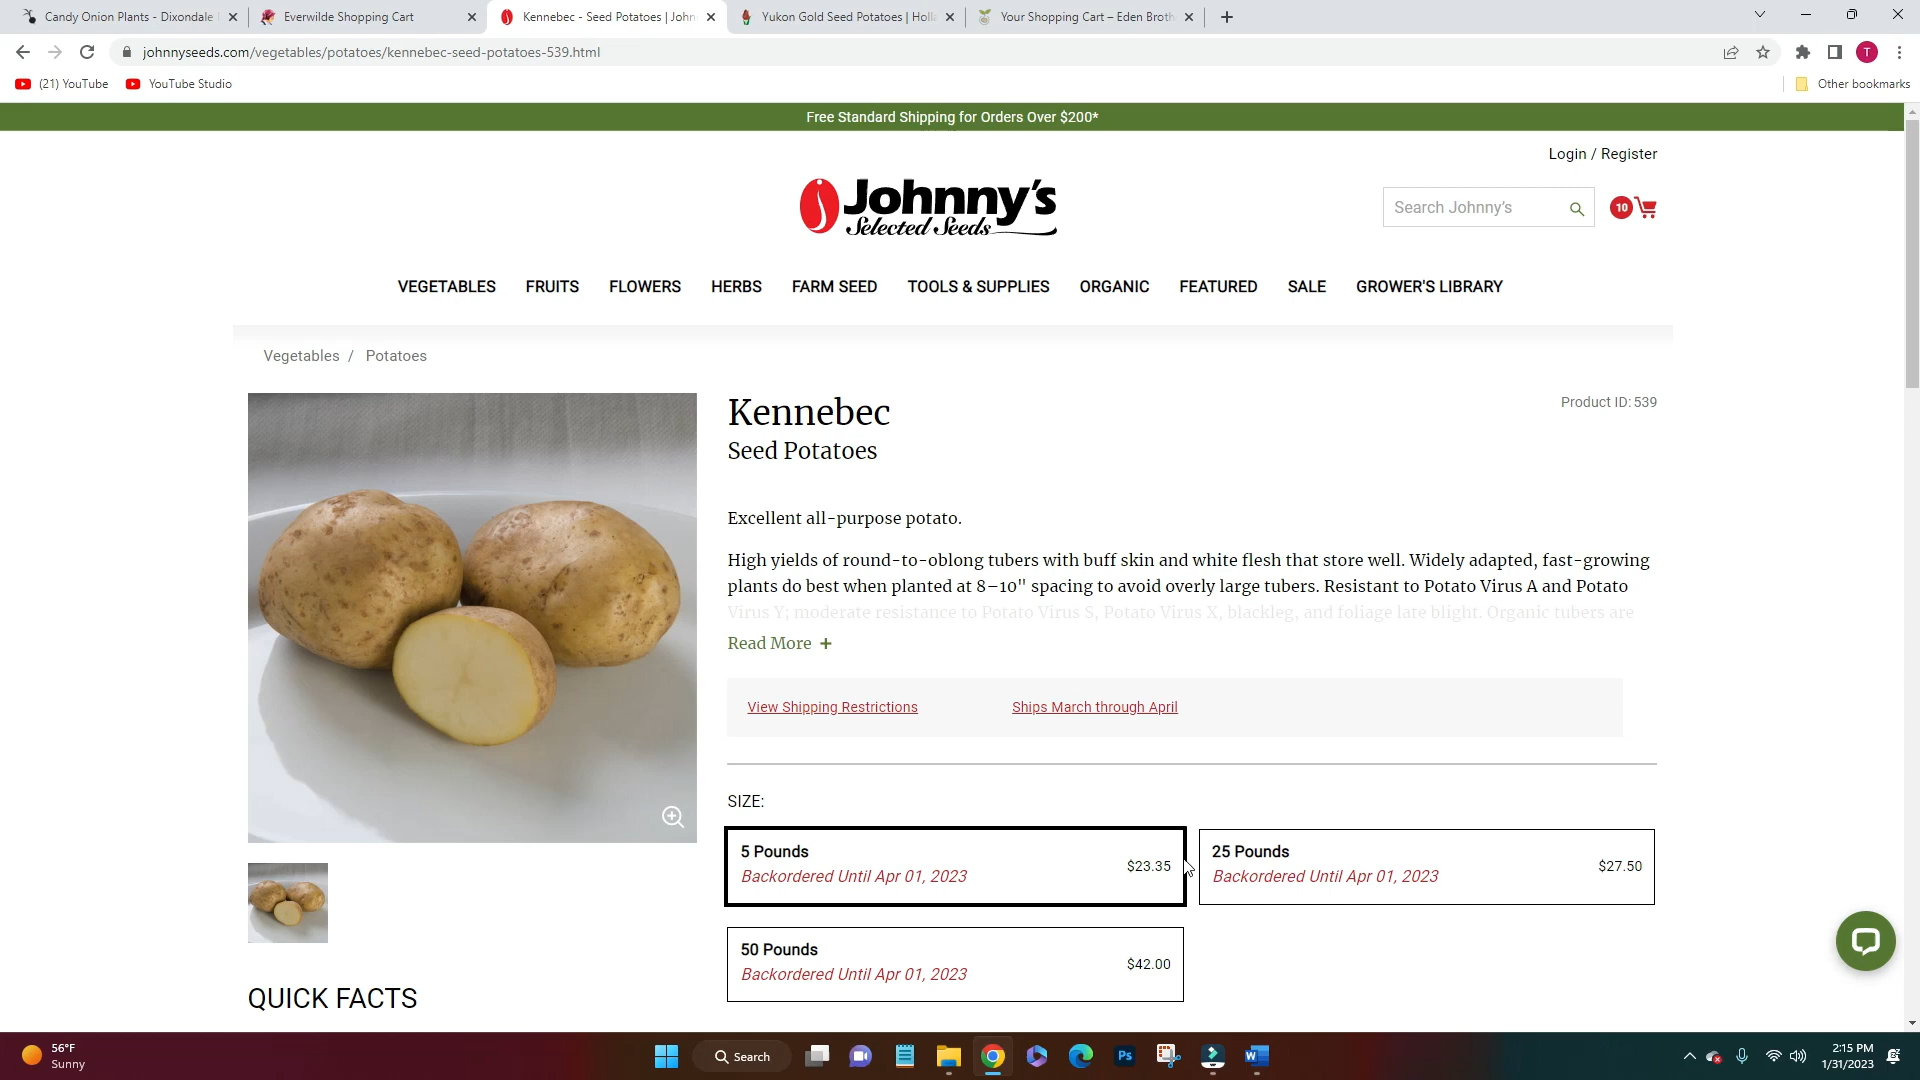 Candy Onion Plants - Dixondale
Everwilde Shopping Cart
Kennebec - Seed Potatoes | John
Yukon Gold Seed Potatoes | Holl
Your Shopping Cart – Eden Broth
johnnyseeds.com/vegetables/potatoes/kennebec-seed-potatoes-539.html
T
(21) YouTube
YouTube Studio
Other bookmarks
Free Standard Shipping for Orders Over $200*
Login / Register
Johnny's
Selected Seeds
Search Johnny's
10
VEGETABLES FRUITS FLOWERS HERBS FARM SEED TOOLS & SUPPLIES ORGANIC FEATURED SALE GROWER'S LIBRARY
Vegetables / Potatoes
Kennebec
Product ID: 539
Seed Potatoes
Excellent all-purpose potato.
High yields of round-to-oblong tubers with buff skin and white flesh that store well. Widely adapted, fast-growing
plants do best when planted at 8–10" spacing to avoid overly large tubers. Resistant to Potato Virus A and Potato
Virus Y; moderate resistance to Potato Virus S, Potato Virus X, blackleg, and foliage late blight. Organic tubers are
Read More +
View Shipping Restrictions
Ships March through April
SIZE:
5 Pounds
Backordered Until Apr 01, 2023
$23.35
25 Pounds
Backordered Until Apr 01, 2023
$27.50
50 Pounds
Backordered Until Apr 01, 2023
$42.00
QUICK FACTS
56°F
Sunny
Search
Ps
2:15 PM
1/31/2023